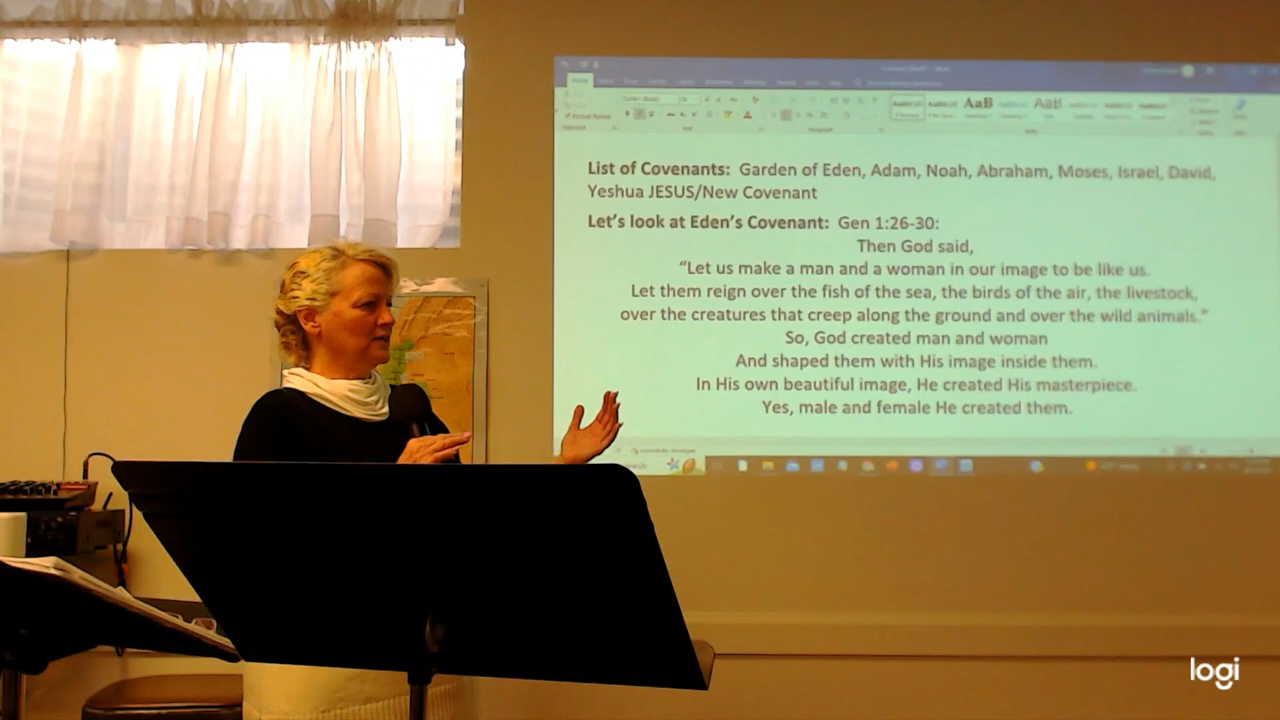 List of Covenants: Garden of Eden, Adam, Noah, Abraham, Moses, Israel, David,
Yeshua JESUS/New Covenant
Let's look at Eden's Covenant: Gen 1:26-30:
Then God said,
"Let us make a man and a woman in our image to be like us.
Let them reign over the fish of the sea, the birds of the air, the livestock,
over the creatures that creep along the ground and over the wild animals."
So, God created man and woman
And shaped them with His image inside them.
In His own beautiful image, He created His masterpiece.
Yes, male and female He created them.
logi